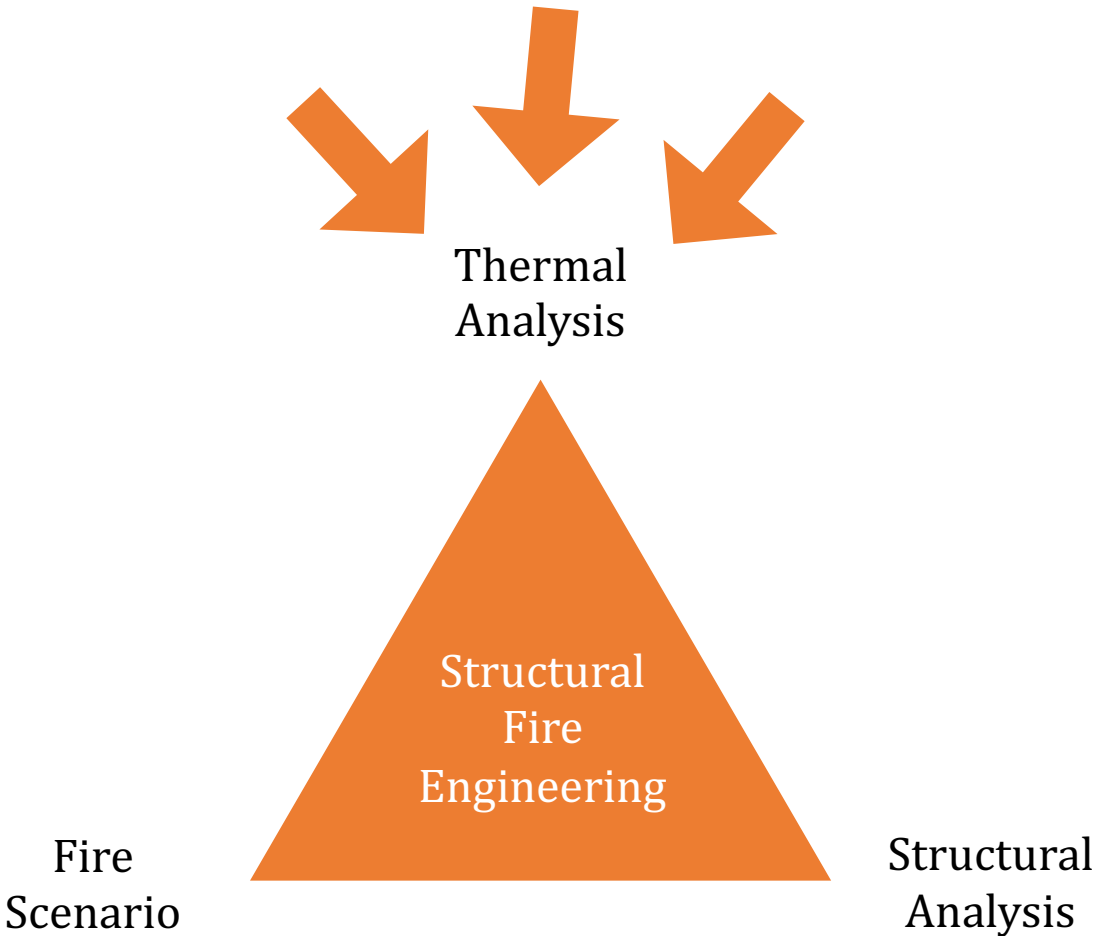 Thermal
Analysis
Structural
Fire
Engineering
Fire
Scenario
Structural
Analysis